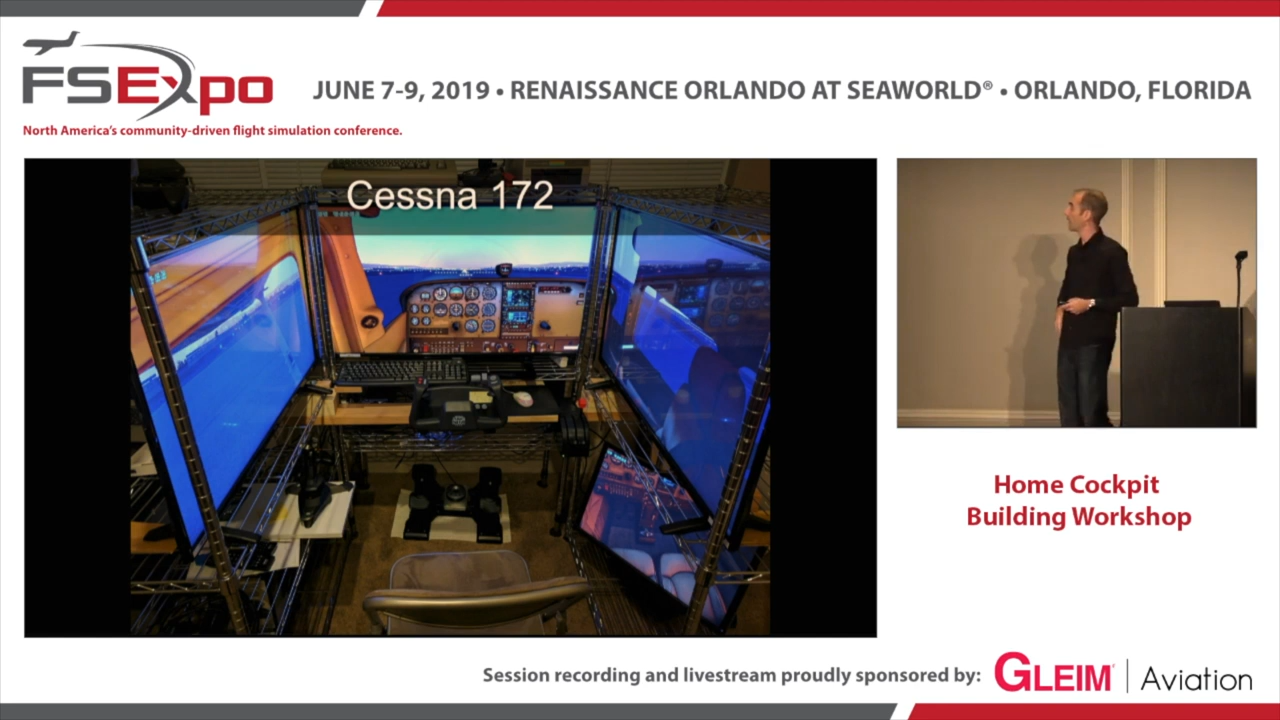 FSExpo
JUNE 7-9, 2019 • RENAISSANCE ORLANDO AT SEAWORLD® • ORLANDO, FLORIDA
North America's community-driven flight simulation conference.
Cessna 172
Home Cockpit
Building Workshop
Session recording and livestream proudly sponsored by:
GLEIM® | Aviation